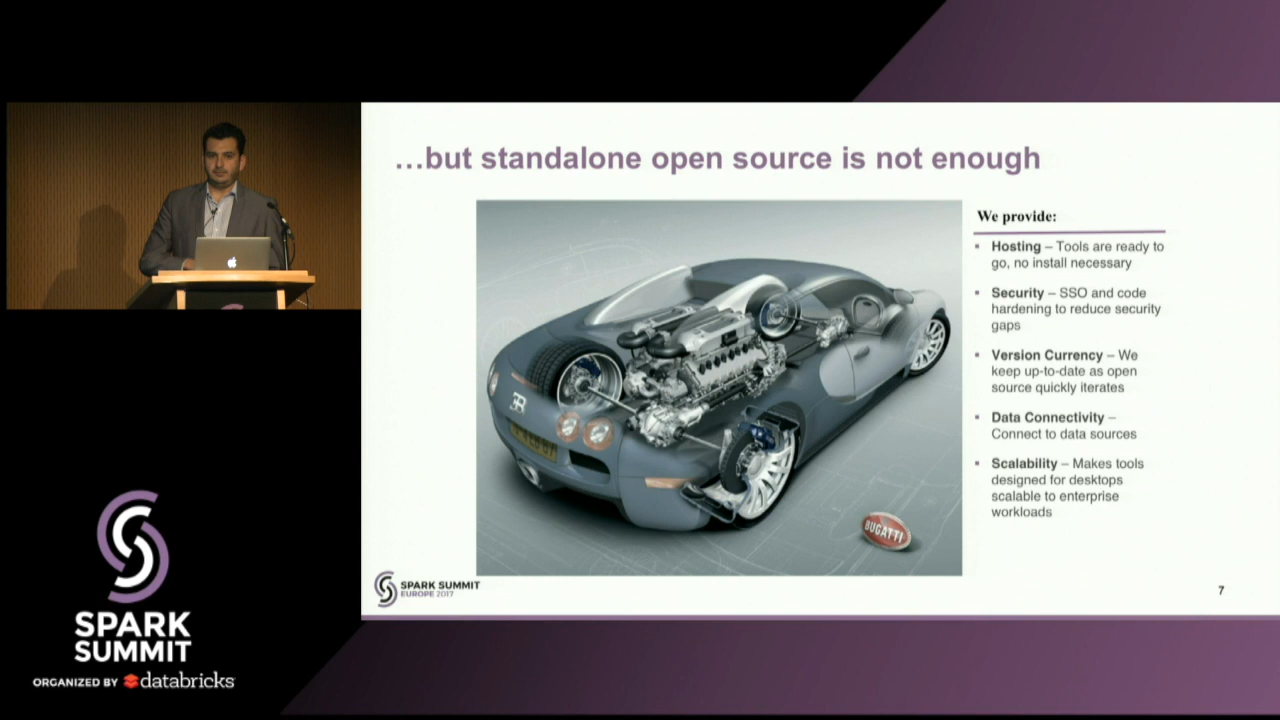 …but standalone open source is not enough
We provide:
▪ Hosting – Tools are ready to
go, no install necessary
▪ Security – SSO and code
hardening to reduce security
gaps
▪ Version Currency – We
keep up-to-date as open
source quickly iterates
▪ Data Connectivity –
Connect to data sources
▪ Scalability – Makes tools
designed for desktops
scalable to enterprise
workloads
BUGATTI
SPARK SUMMIT
EUROPE 2017
7
SPARK
SUMMIT
ORGANIZED BY databricks